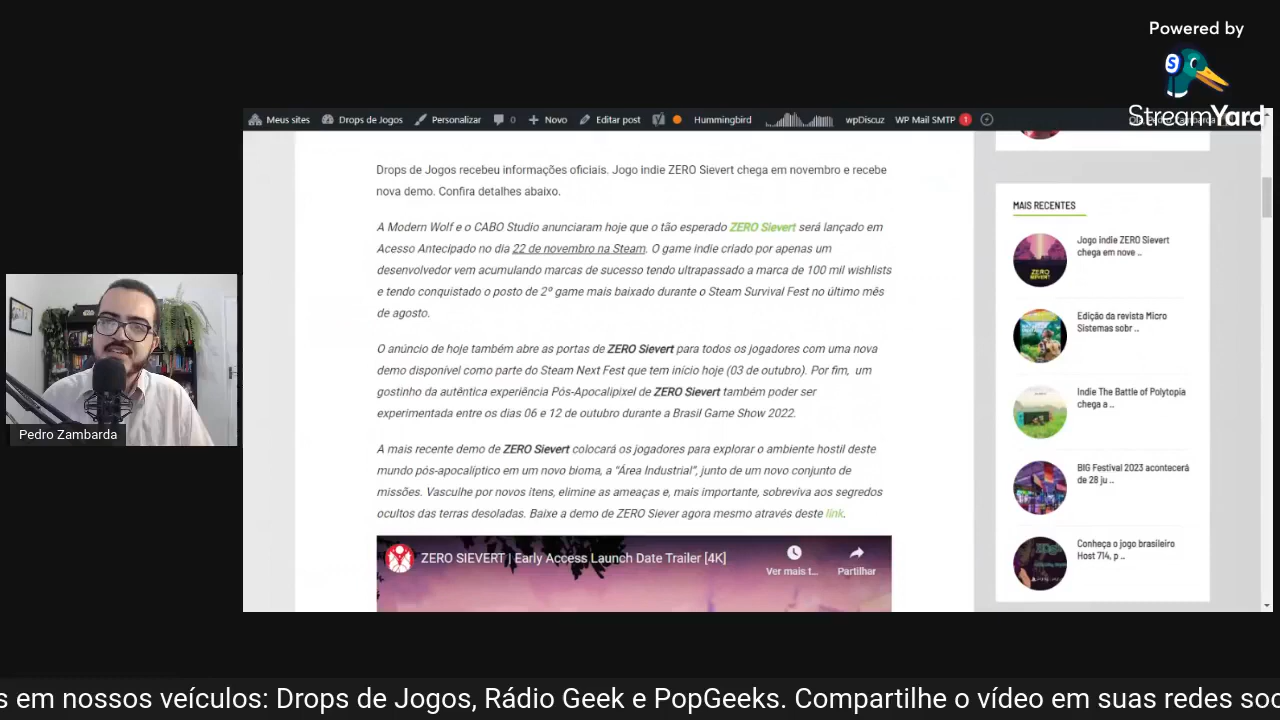 Powered by
StreamYard
Meus sites
Drops de Jogos
Personalizar
0
Novo
Editar post
Hummingbird
wpDiscuz
WP Mail SMTP
1
Drops de Jogos recebeu informações oficiais. Jogo indie ZERO Sievert chega em novembro e recebe
nova demo. Confira detalhes abaixo.
A Modern Wolf e o CABO Studio anunciaram hoje que o tão esperado ZERO Sievert será lançado em
Acesso Antecipado no dia 22 de novembro na Steam. O game indie criado por apenas um
desenvolvedor vem acumulando marcas de sucesso tendo ultrapassado a marca de 100 mil wishlists
e tendo conquistado o posto de 2º game mais baixado durante o Steam Survival Fest no último mês
de agosto.
O anúncio de hoje também abre as portas de ZERO Sievert para todos os jogadores com uma nova
demo disponível como parte do Steam Next Fest que tem início hoje (03 de outubro). Por fim, um
gostinho da autêntica experiência Pós-Apocalipixel de ZERO Sievert também poder ser
experimentada entre os dias 06 e 12 de outubro durante a Brasil Game Show 2022.
A mais recente demo de ZERO Sievert colocará os jogadores para explorar o ambiente hostil deste
mundo pós-apocalíptico em um novo bioma, a “Área Industrial”, junto de um novo conjunto de
missões. Vasculhe por novos itens, elimine as ameaças e, mais importante, sobreviva aos segredos
ocultos das terras desoladas. Baixe a demo de ZERO Siever agora mesmo através deste link.
ZERO SIEVERT | Early Access Launch Date Trailer [4K]
Ver mais t...
Partilhar
MAIS RECENTES
Jogo indie ZERO Sievert
chega em nove ..
ZERO
SIEVERT
Edição da revista Micro
Sistemas sobr ..
Indie The Battle of Polytopia
chega a ..
BIG Festival 2023 acontecerá
de 28 ju ..
Conheça o jogo brasileiro
Host 714, p ..
Pedro Zambarda
s em nossos veículos: Drops de Jogos, Rádio Geek e PopGeeks. Compartilhe o vídeo em suas redes soc